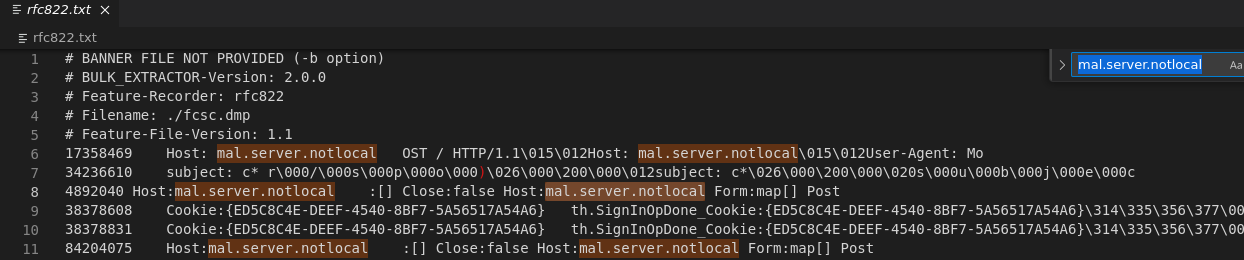 rfc822.txt
rfc822.txt
mal.server.notlocal Aa
1 # BANNER FILE NOT PROVIDED (-b option)
2 # BULK_EXTRACTOR-Version: 2.0.0
3 # Feature-Recorder: rfc822
4 # Filename: ./fcsc.dmp
5 # Feature-File-Version: 1.1
6 17358469 Host: mal.server.notlocal OST / HTTP/1.1\015\012Host: mal.server.notlocal\015\012User-Agent: Mo
7 34236610 subject: c* r\000/\000s\000p\000o\000)\026\000\200\000\012subject: c*\026\000\200\000\020s\000u\000b\000j\000e\000c
8 4892040 Host:mal.server.notlocal :[] Close:false Host:mal.server.notlocal Form:map[] Post
9 38378608 Cookie:{ED5C8C4E-DEEF-4540-8BF7-5A56517A54A6} th.SignInOpDone_Cookie:{ED5C8C4E-DEEF-4540-8BF7-5A56517A54A6}\314\335\356\377\00
10 38378831 Cookie:{ED5C8C4E-DEEF-4540-8BF7-5A56517A54A6} th.SignInOpDone_Cookie:{ED5C8C4E-DEEF-4540-8BF7-5A56517A54A6}\314\335\356\377\00
11 84204075 Host:mal.server.notlocal :[] Close:false Host:mal.server.notlocal Form:map[] Post